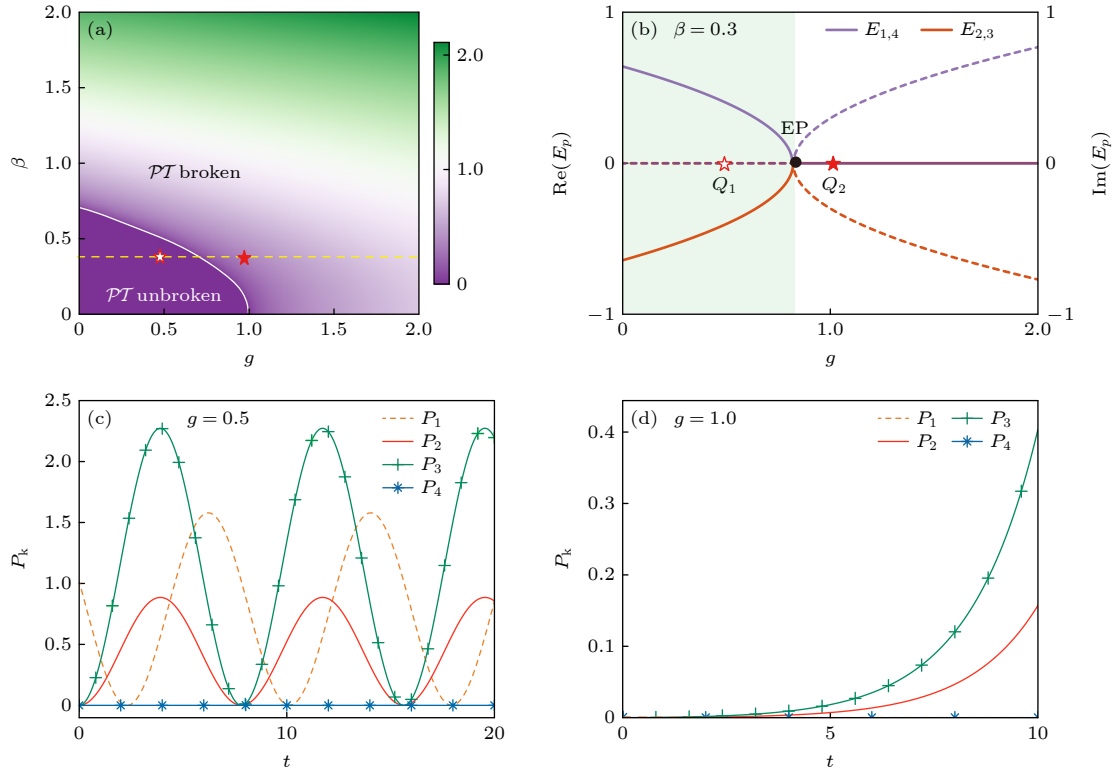 (a)
2.0
1.5
1.0
0.5
0
β
PT broken
PT unbroken
0 0.5 1.0 1.5 2.0
g
2.0
1.0
0
(b) β = 0.3
E1,4 E2,3
1
0
−1
Re(Ep)
EP
Q1 Q2
1
0
−1
Im(Ep)
0 1.0 2.0
g
(c) g = 0.5
P1
P2
P3
P4
2.5
2.0
1.5
1.0
0.5
0
Pk
0 10 20
t
(d) g = 1.0
P1 P3
P2 P4
0.4
0.3
0.2
0.1
0
Pk
0 5 10
t